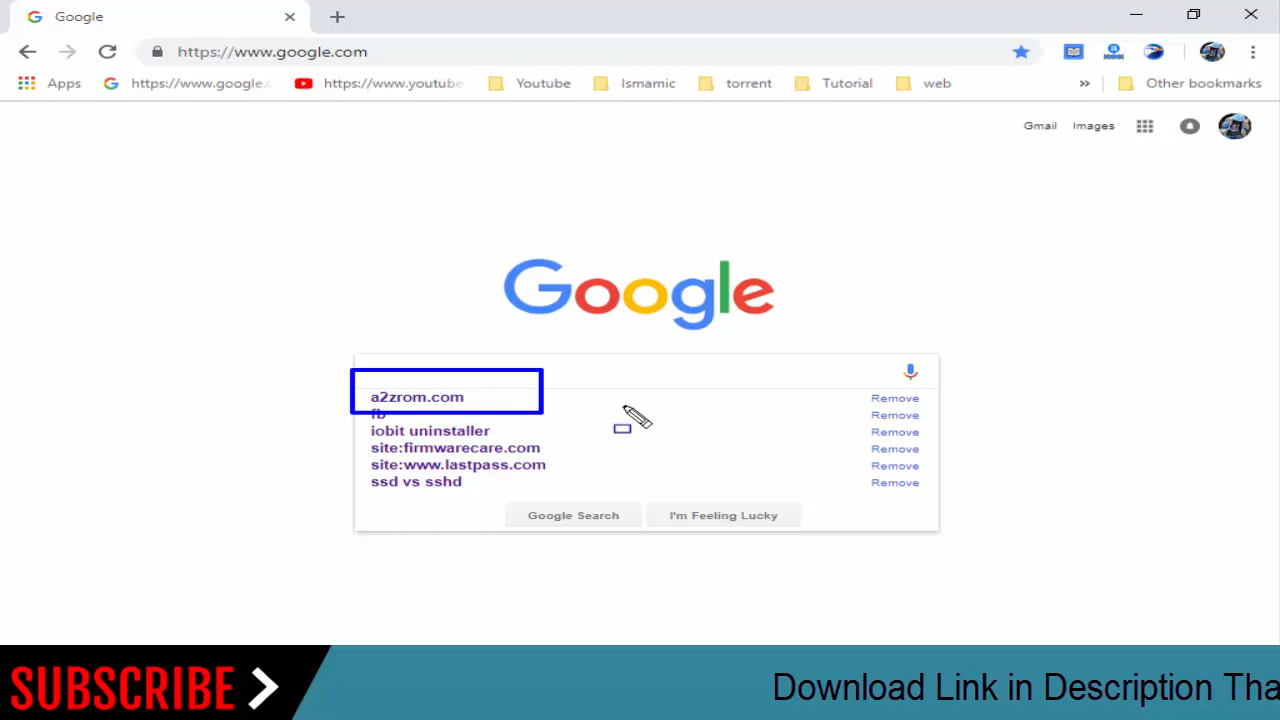 Google
https://www.google.com
Apps https://www.google.c https://www.youtube Youtube Ismamic torrent Tutorial web » Other bookmarks
Gmail Images
Google
a2zrom.com Remove
fb Remove
iobit uninstaller Remove
site:firmwarecare.com Remove
site:www.lastpass.com Remove
ssd vs sshd Remove
Google Search I'm Feeling Lucky
SUBSCRIBE Download Link in Description Tha